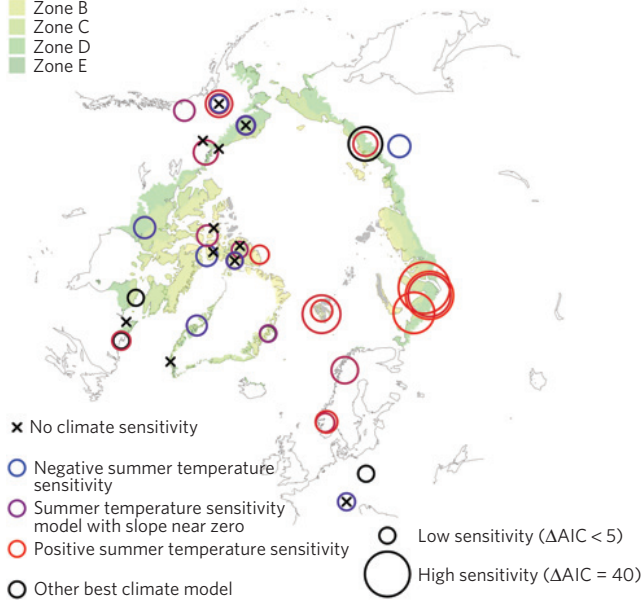 Zone B
Zone C
Zone D
Zone E
No climate sensitivity
Negative summer temperature
sensitivity
Summer temperature sensitivity
model with slope near zero
Positive summer temperature sensitivity
Other best climate model
Low sensitivity (ΔAIC < 5)
High sensitivity (ΔAIC = 40)